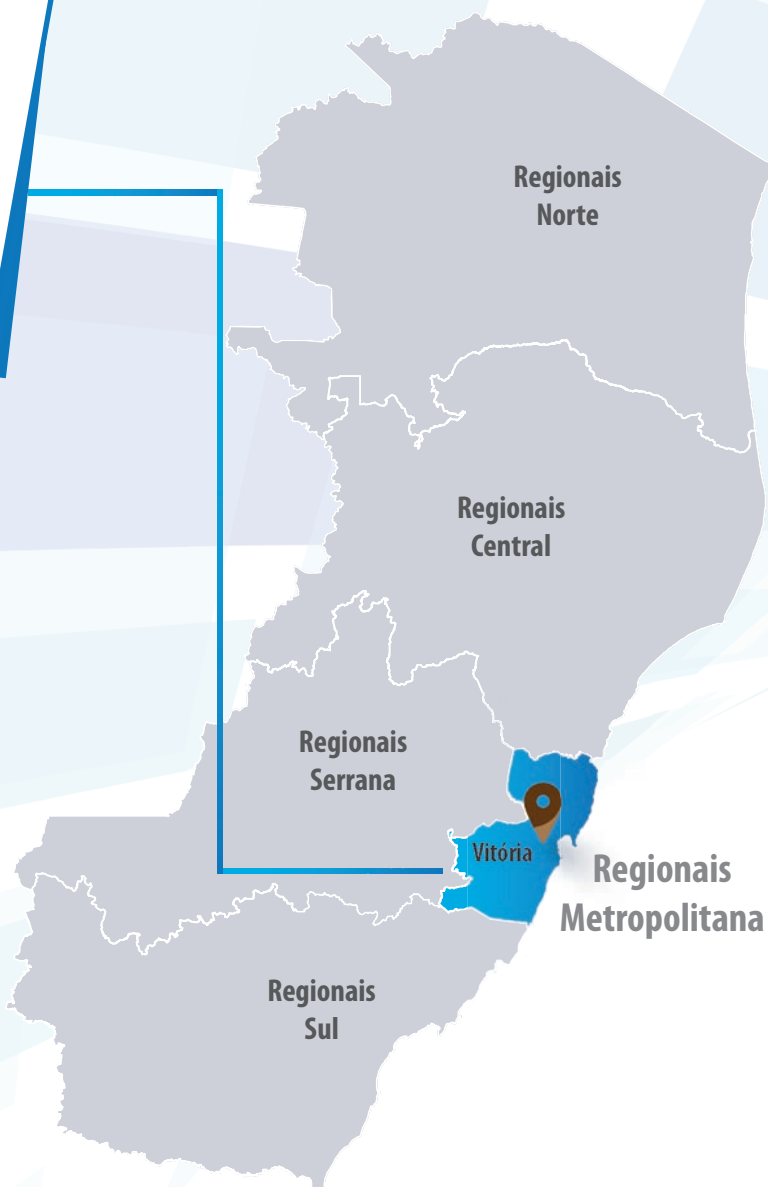 Regionais
Norte
Regionais
Central
Regionais
Serrana
Vitória
Regionais
Metropolitana
Regionais
Sul